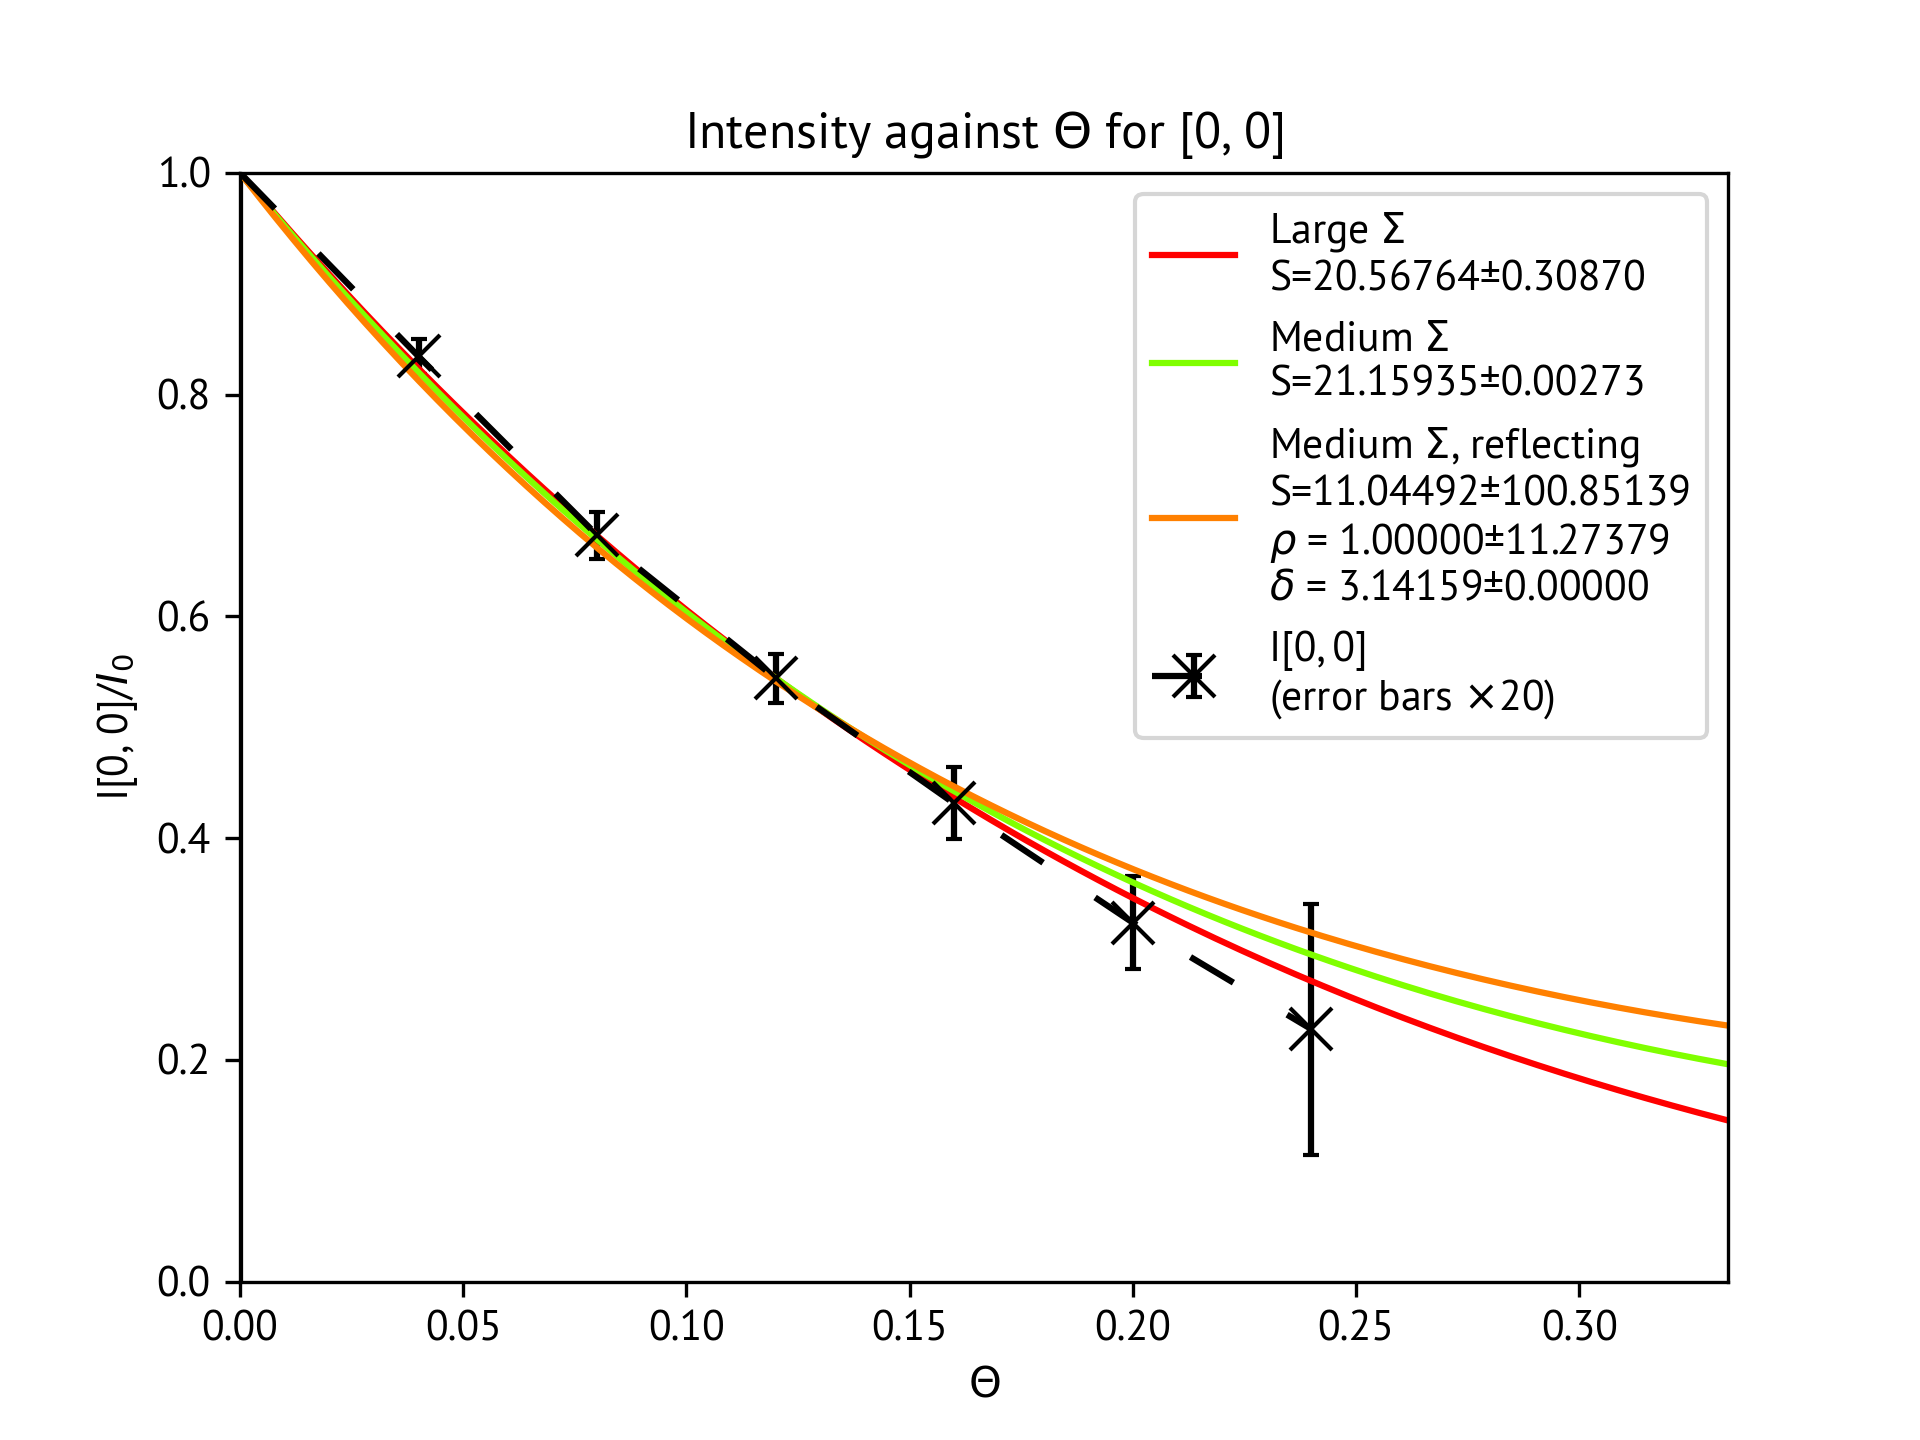 Intensity against Θ for [0, 0]
1.0
0.8
0.6
0.4
0.2
0.0
I[0, 0]/I₀
Large Σ
S=20.56764±0.30870
Medium Σ
S=21.15935±0.00273
Medium Σ, reflecting
S=11.04492±100.85139
ρ = 1.00000±11.27379
δ = 3.14159±0.00000
I[0, 0]
(error bars ×20)
0.00 0.05 0.10 0.15 0.20 0.25 0.30
Θ